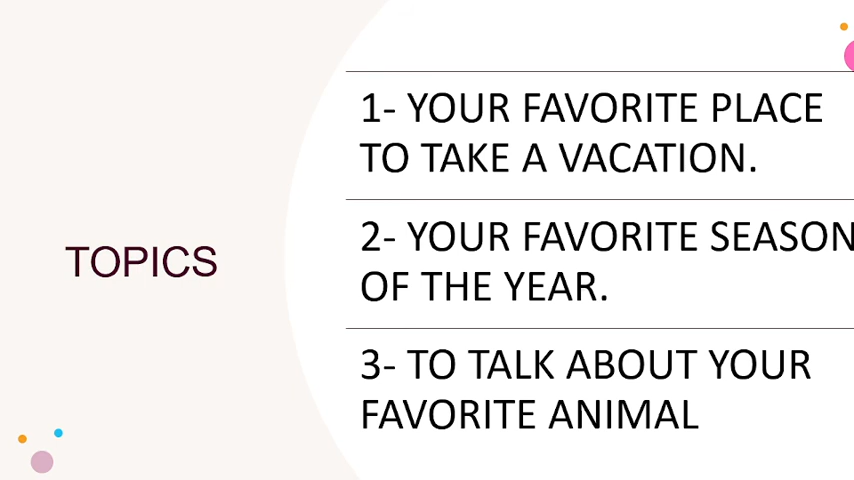 TOPICS
1- YOUR FAVORITE PLACE
TO TAKE A VACATION.
2- YOUR FAVORITE SEASON
OF THE YEAR.
3- TO TALK ABOUT YOUR
FAVORITE ANIMAL